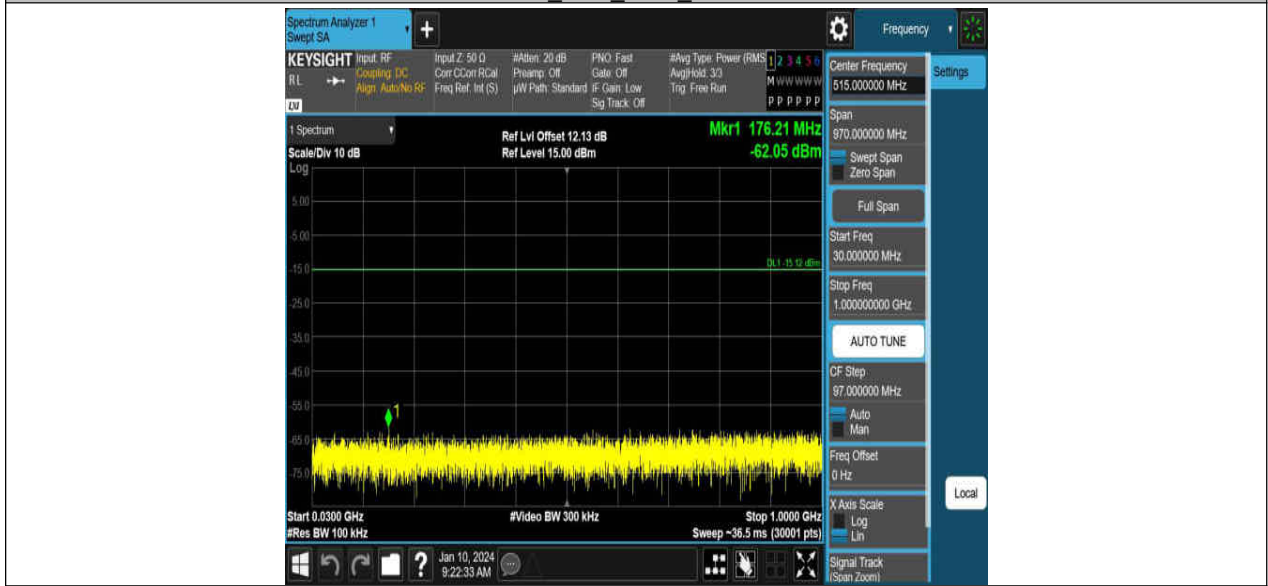 Spectrum Analyzer 1
Swept SA
+
Frequency
KEYSIGHT
RL
LXI
Input: RF
Coupling: DC
Align: Auto/No RF
Input Z: 50 Ω
Corr CCorr RCal
Freq Ref: Int (S)
#Atten: 20 dB
Preamp: Off
µW Path: Standard
PNO: Fast
Gate: Off
IF Gain: Low
Sig Track: Off
#Avg Type: Power (RMS
Avg|Hold: 3/3
Trig: Free Run
1 2 3 4 5 6
M W W W W W
P P P P P P
1 Spectrum
Scale/Div 10 dB
Log
Ref Lvl Offset 12.13 dB
Ref Level 15.00 dBm
Mkr1 176.21 MHz
-62.05 dBm
5.00
-5.00
-15.0
DL1 -15.12 dBm
-25.0
-35.0
-45.0
-55.0
1
-65.0
-75.0
Start 0.0300 GHz
#Res BW 100 kHz
#Video BW 300 kHz
Stop 1.0000 GHz
Sweep ~36.5 ms (30001 pts)
?
Jan 10, 2024
9:22:33 AM
Center Frequency
515.000000 MHz
Span
970.000000 MHz
Swept Span
Zero Span
Full Span
Start Freq
30.000000 MHz
Stop Freq
1.000000000 GHz
AUTO TUNE
CF Step
97.000000 MHz
Auto
Man
Freq Offset
0 Hz
X Axis Scale
Log
Lin
Signal Track
(Span Zoom)
Settings
Local